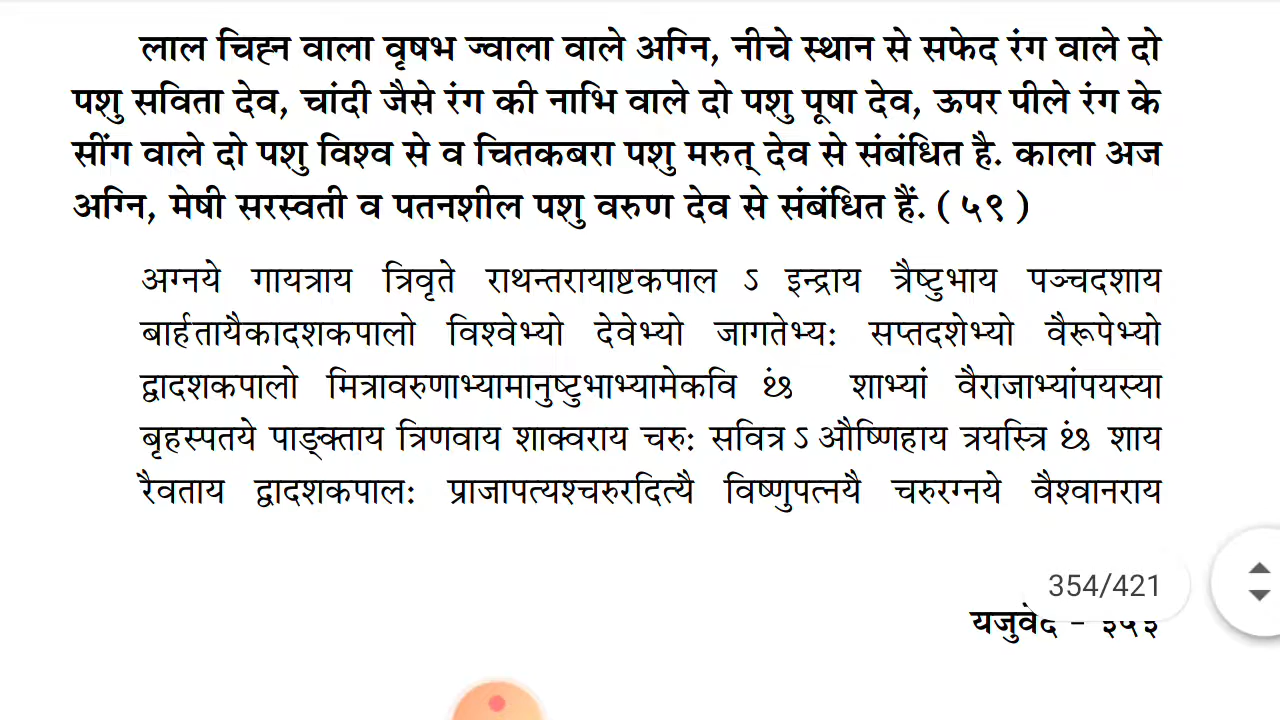 लाल चिह्न वाला वृषभ ज्वाला वाले अग्नि, नीचे स्थान से सफेद रंग वाले दो
पशु सविता देव, चांदी जैसे रंग की नाभि वाले दो पशु पूषा देव, ऊपर पीले रंग के
सींग वाले दो पशु विश्व से व चितकबरा पशु मरुत् देव से संबंधित है. काला अज
अग्नि, मेषी सरस्वती व पतनशील पशु वरुण देव से संबंधित हैं. ( ५९ )
अग्नये गायत्राय त्रिवृते राथन्तरायाष्टकपाल ऽ इन्द्राय त्रैष्टुभाय पञ्चदशाय
बार्हतायैकादशकपालो विश्वेभ्यो देवेभ्यो जागतेभ्यः सप्तदशेभ्यो वैरूपेभ्यो
द्वादशकपालो मित्रावरुणाभ्यामानुष्टुभाभ्यामेकवि ꣳ शाभ्यां वैराजाभ्यांपयस्या
बृहस्पतये पाङ्क्ताय त्रिणवाय शाक्वराय चरुः सवित्र ऽ औष्णिहाय त्रयस्त्रि ꣳ शाय
रैवताय द्वादशकपालः प्राजापत्यश्चरुरदित्यै विष्णुपत्नयै चरुरग्नये वैश्वानराय
354/421
यजुर्वेद - ३५३